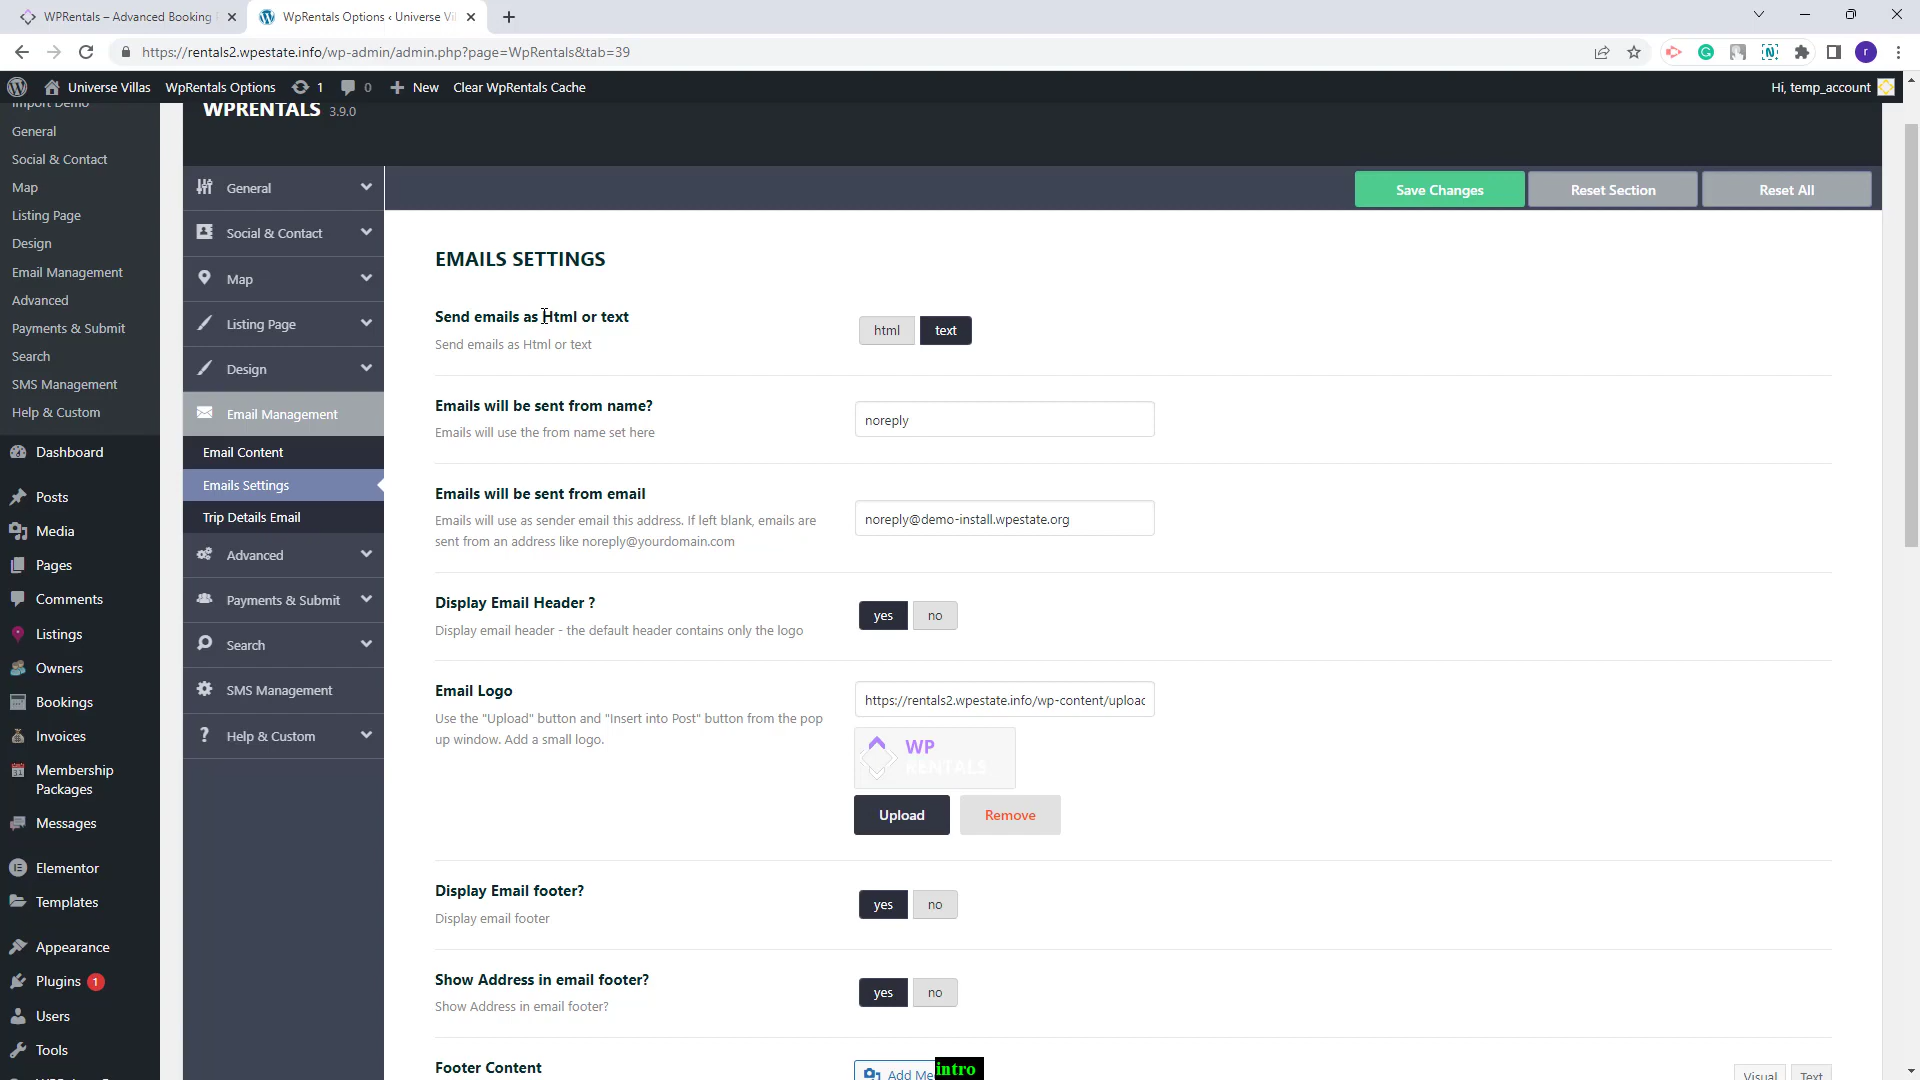 WPRentals – Advanced Booking
WpRentals Options ‹ Universe Vil
https://rentals2.wpestate.info/wp-admin/admin.php?page=WpRentals&tab=39
r
Universe Villas
WpRentals Options
1
0
New
Clear WpRentals Cache
Hi, temp_account
Import Demo
General
Social & Contact
Map
Listing Page
Design
Email Management
Advanced
Payments & Submit
Search
SMS Management
Help & Custom
Dashboard
Posts
Media
Pages
Comments
Listings
Owners
Bookings
Invoices
Membership
Packages
Messages
Elementor
Templates
Appearance
Plugins 1
Users
Tools
WPRENTALS 3.9.0
General
Social & Contact
Map
Listing Page
Design
Email Management
Email Content
Emails Settings
Trip Details Email
Advanced
Payments & Submit
Search
SMS Management
Help & Custom
Save Changes
Reset Section
Reset All
EMAILS SETTINGS
Send emails as Html or text
Send emails as Html or text
html
text
Emails will be sent from name?
Emails will use the from name set here
noreply
Emails will be sent from email
Emails will use as sender email this address. If left blank, emails are
sent from an address like noreply@yourdomain.com
noreply@demo-install.wpestate.org
Display Email Header ?
Display email header - the default header contains only the logo
yes
no
Email Logo
Use the "Upload" button and "Insert into Post" button from the pop
up window. Add a small logo.
https://rentals2.wpestate.info/wp-content/uploac
WP
RENTALS
Upload
Remove
Display Email footer?
Display email footer
yes
no
Show Address in email footer?
Show Address in email footer?
yes
no
Footer Content
Add Me
intro
Visual
Text